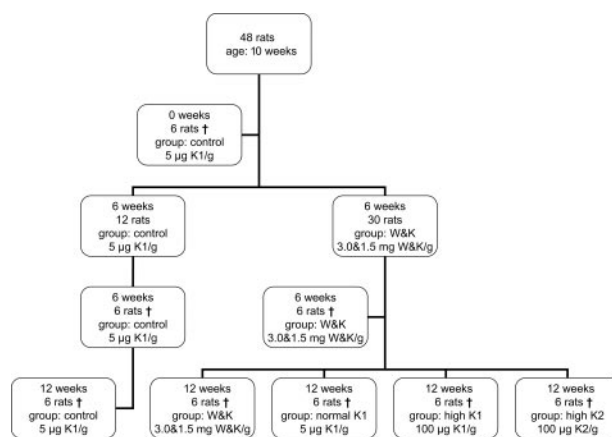 48 rats
age: 10 weeks
0 weeks
6 rats †
group: control
5 µg K1/g
6 weeks
12 rats
group: control
5 µg K1/g
6 weeks
30 rats
group: W&K
3.0&1.5 mg W&K/g
6 weeks
6 rats †
group: control
5 µg K1/g
6 weeks
6 rats †
group: W&K
3.0&1.5 mg W&K/g
12 weeks
6 rats †
group: control
5 µg K1/g
12 weeks
6 rats †
group: W&K
3.0&1.5 mg W&K/g
12 weeks
6 rats †
group: normal K1
5 µg K1/g
12 weeks
6 rats †
group: high K1
100 µg K1/g
12 weeks
6 rats †
group: high K2
100 µg K2/g